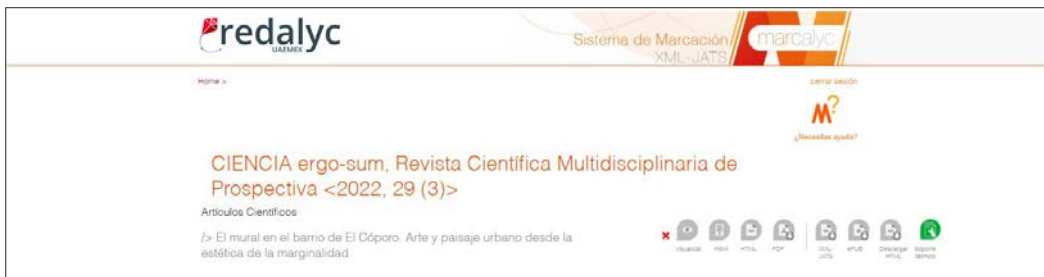 redalyc
UAEMEX
Sistema de Marcación
XML-JATS
marcalyc
Home >
cerrar sesión
M?
¿Necesitas ayuda?
CIENCIA ergo-sum, Revista Científica Multidisciplinaria de
Prospectiva <2022, 29 (3)>
Artículos Científicos
/> El mural en el barrio de El Cóporo. Arte y paisaje urbano desde la
estética de la marginalidad
Visualizar
HTML
PDF
XML-
JATS
ePUB
Descargar
HTML
Soporte
técnico